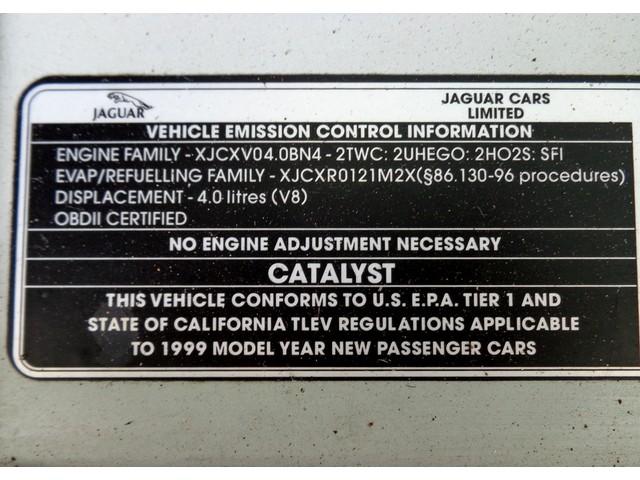 JAGUAR
JAGUAR CARS
LIMITED
VEHICLE EMISSION CONTROL INFORMATION
ENGINE FAMILY - XJCXV04.0BN4 - 2TWC: 2UHEGO: 2HO2S: SFI
EVAP/REFUELLING FAMILY - XJCXR0121M2X(§86.130-96 procedures)
DISPLACEMENT - 4.0 litres (V8)
OBDII CERTIFIED
NO ENGINE ADJUSTMENT NECESSARY
CATALYST
THIS VEHICLE CONFORMS TO U.S. E.P.A. TIER 1 AND
STATE OF CALIFORNIA TLEV REGULATIONS APPLICABLE
TO 1999 MODEL YEAR NEW PASSENGER CARS